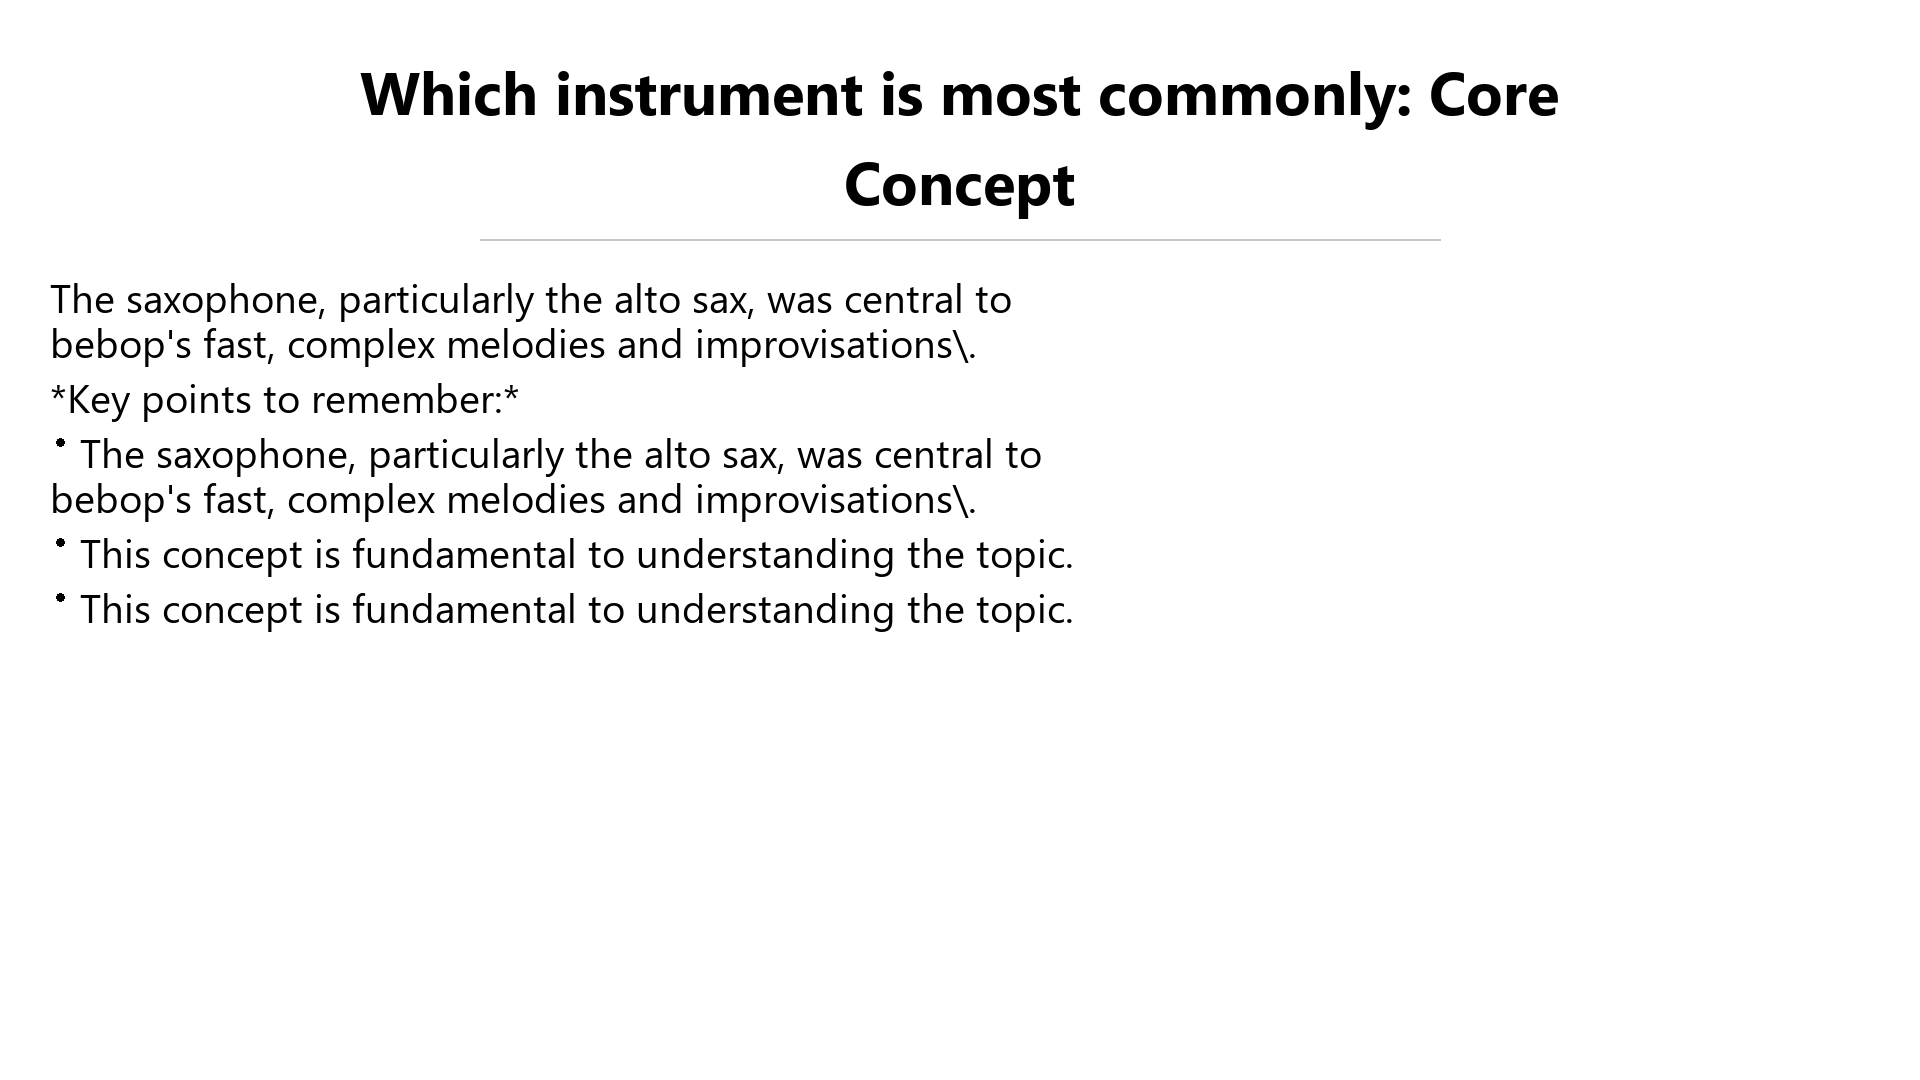 Which instrument is most commonly: Core
Concept
The saxophone, particularly the alto sax, was central to
bebop's fast, complex melodies and improvisations\.
*Key points to remember:*
• The saxophone, particularly the alto sax, was central to
bebop's fast, complex melodies and improvisations\.
• This concept is fundamental to understanding the topic.
• This concept is fundamental to understanding the topic.